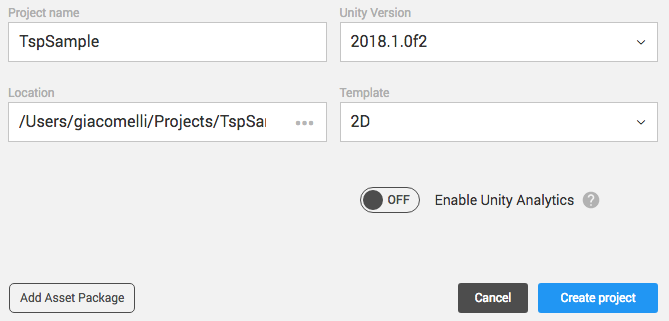 Project name
Unity Version
TspSample
2018.1.0f2
Location
Template
/Users/giacomelli/Projects/TspSa
2D
OFF
Enable Unity Analytics ?
Add Asset Package
Cancel
Create project